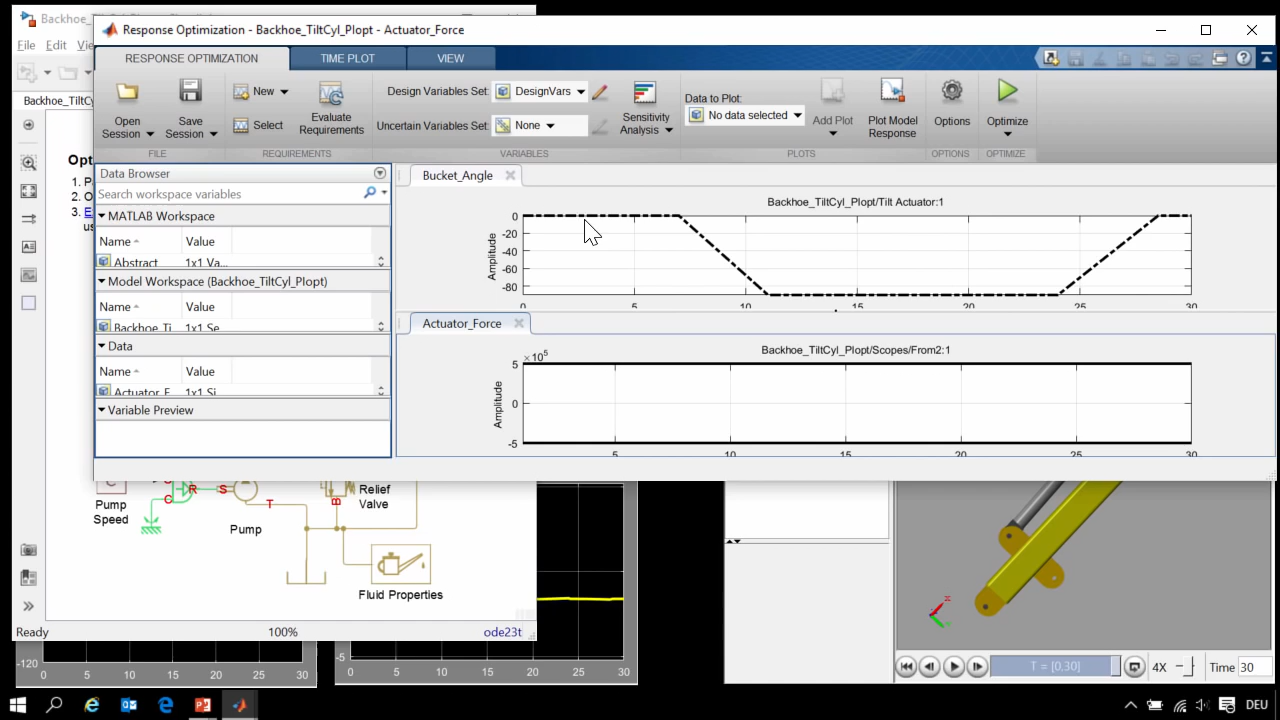 Backhoe_
Response Optimization - Backhoe_TiltCyl_PIopt - Actuator_Force
File Edit Vie
RESPONSE OPTIMIZATION TIME PLOT VIEW
Open Session
Save Session
FILE
New
Select
Evaluate Requirements
REQUIREMENTS
Design Variables Set: DesignVars
Uncertain Variables Set: None
Sensitivity Analysis
VARIABLES
Data to Plot:
No data selected
Add Plot
Plot Model Response
PLOTS
Options
OPTIONS
Optimize
OPTIMIZE
Backhoe_TiltCy
Opt
1. P
2. O
3. E
us
Data Browser
Search workspace variables
MATLAB Workspace
Name Value
Abstract 1x1 Va...
Model Workspace (Backhoe_TiltCyl_PIopt)
Name Value
Backhoe_Ti 1x1 Se
Data
Name Value
Actuator_F 1x1 Si
Variable Preview
Bucket_Angle
Backhoe_TiltCyl_PIopt/Tilt Actuator:1
Amplitude
0
-20
-40
-60
-80
0 5 10 15 20 25 30
Actuator_Force
Backhoe_TiltCyl_PIopt/Scopes/From2:1
×10^5
Amplitude
5
0
-5
5 10 15 20 25 30
C
Pump Speed
C R S
T
Pump
B
Relief Valve
Fluid Properties
Ready 100% ode23t
-120
0 5 10 15 20 25 30
-5
0 5 10 15 20 25 30
25 30
T = [0,30]
4X
Time 30
DEU